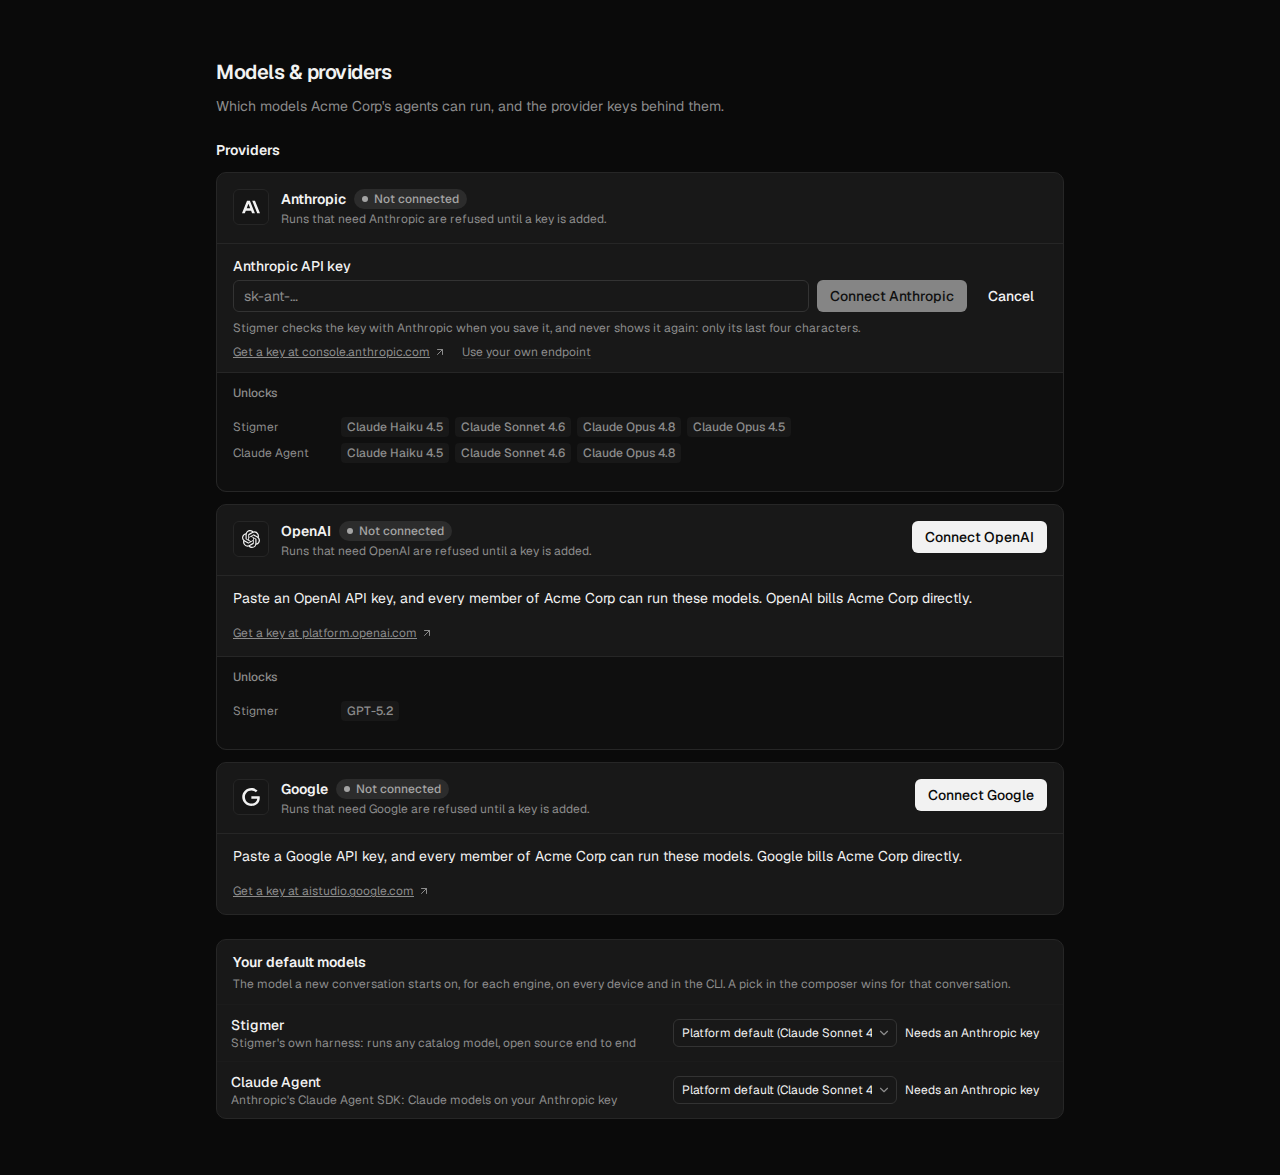 Models & providers
Which models Acme Corp's agents can run, and the provider keys behind them.
Providers
Anthropic
Not connected
Runs that need Anthropic are refused until a key is added.
Anthropic API key
sk-ant-...
Connect Anthropic
Cancel
Stigmer checks the key with Anthropic when you save it, and never shows it again: only its last four characters.
Get a key at console.anthropic.com
Use your own endpoint
Unlocks
Stigmer
Claude Haiku 4.5
Claude Sonnet 4.6
Claude Opus 4.8
Claude Opus 4.5
Claude Agent
Claude Haiku 4.5
Claude Sonnet 4.6
Claude Opus 4.8
OpenAI
Not connected
Runs that need OpenAI are refused until a key is added.
Connect OpenAI
Paste an OpenAI API key, and every member of Acme Corp can run these models. OpenAI bills Acme Corp directly.
Get a key at platform.openai.com
Unlocks
Stigmer
GPT-5.2
Google
Not connected
Runs that need Google are refused until a key is added.
Connect Google
Paste a Google API key, and every member of Acme Corp can run these models. Google bills Acme Corp directly.
Get a key at aistudio.google.com
Your default models
The model a new conversation starts on, for each engine, on every device and in the CLI. A pick in the composer wins for that conversation.
Stigmer
Stigmer's own harness: runs any catalog model, open source end to end
Platform default (Claude Sonnet 4
Needs an Anthropic key
Claude Agent
Anthropic's Claude Agent SDK: Claude models on your Anthropic key
Platform default (Claude Sonnet 4
Needs an Anthropic key